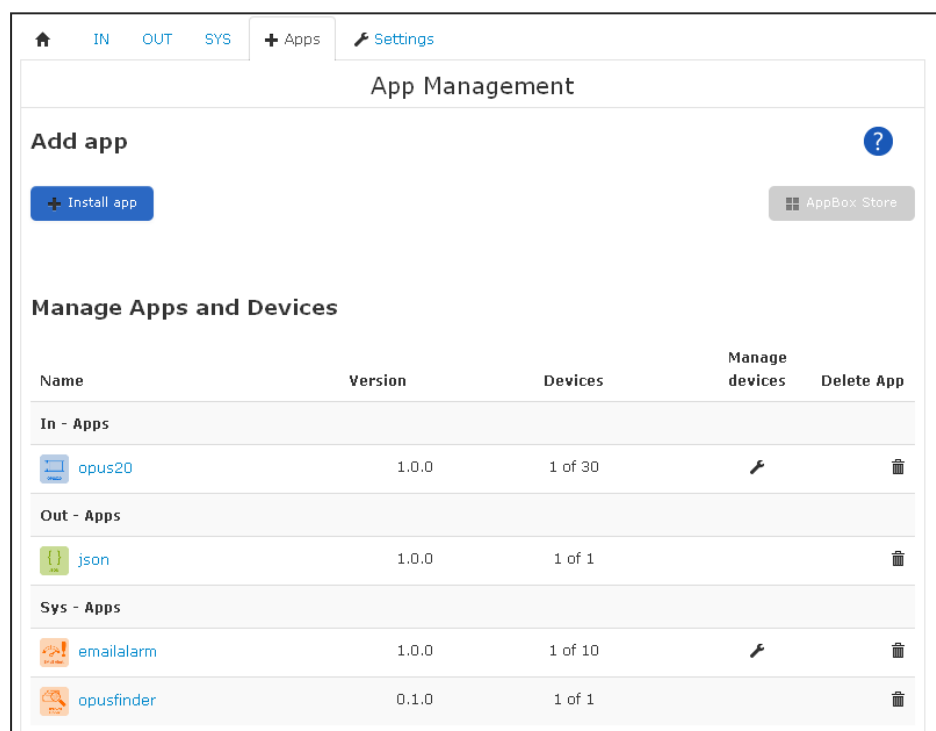 IN OUT SYS Apps Settings
App Management
Add app
?
Install app AppBox Store
Manage Apps and Devices
Name Version Devices Manage devices Delete App
In - Apps
opus20 1.0.0 1 of 30
Out - Apps
{ } json 1.0.0 1 of 1
Sys - Apps
emailalarm 1.0.0 1 of 10
opusfinder 0.1.0 1 of 1